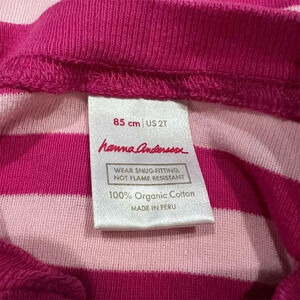 85 cm | US 2T
hanna andersson
WEAR SNUG-FITTING,
NOT FLAME RESISTANT
100% Organic Cotton
MADE IN PERU